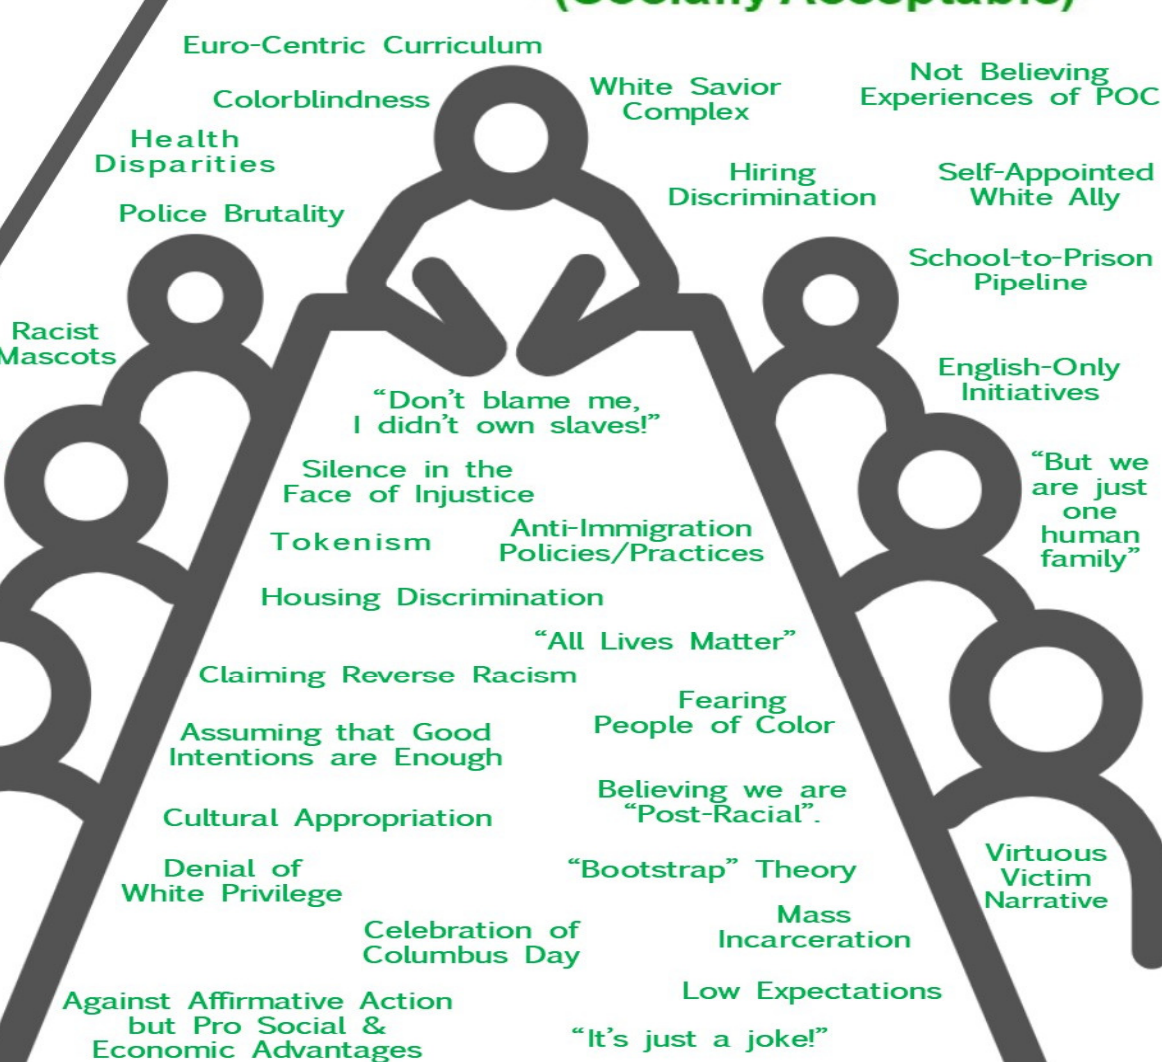 (Socially Acceptable)
Euro-Centric Curriculum
Colorblindness
White Savior
Complex
Not Believing
Experiences of POC
Health
Disparities
Hiring
Discrimination
Self-Appointed
White Ally
Police Brutality
School-to-Prison
Pipeline
Racist
Mascots
English-Only
Initiatives
“Don’t blame me,
I didn’t own slaves!”
“But we
are just
one
human
family”
Silence in the
Face of Injustice
Tokenism
Anti-Immigration
Policies/Practices
Housing Discrimination
“All Lives Matter”
Claiming Reverse Racism
Fearing
People of Color
Assuming that Good
Intentions are Enough
Believing we are
“Post-Racial”.
Cultural Appropriation
Virtuous
Victim
Narrative
Denial of
White Privilege
“Bootstrap” Theory
Celebration of
Columbus Day
Mass
Incarceration
Low Expectations
Against Affirmative Action
but Pro Social &
Economic Advantages
“It’s just a joke!”